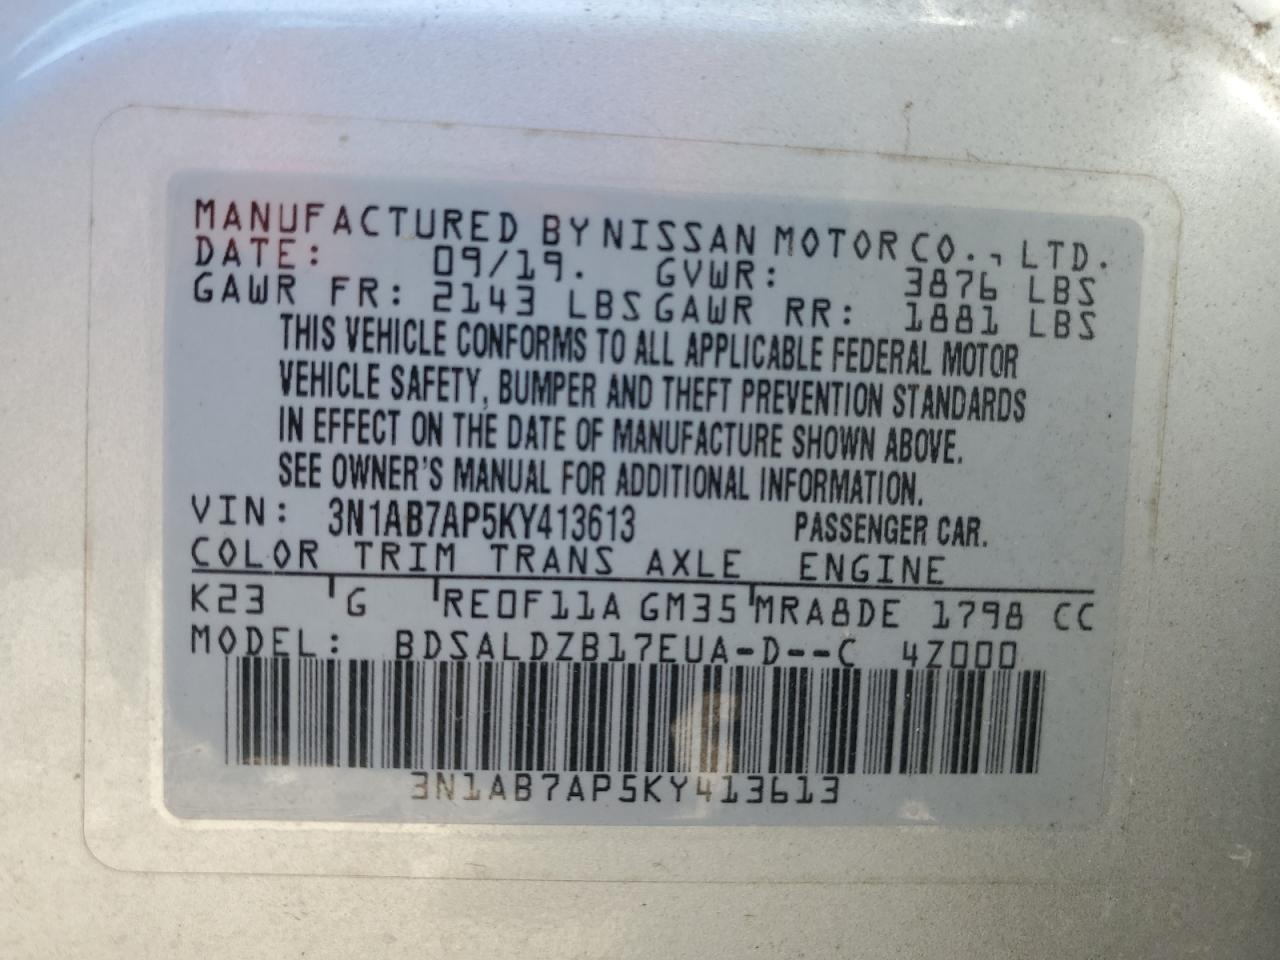 MANUFACTURED BY NISSAN MOTOR CO., LTD.
DATE: 09/19. GVWR: 3876 LBS
GAWR FR: 2143 LBS GAWR RR: 1881 LBS
THIS VEHICLE CONFORMS TO ALL APPLICABLE FEDERAL MOTOR
VEHICLE SAFETY, BUMPER AND THEFT PREVENTION STANDARDS
IN EFFECT ON THE DATE OF MANUFACTURE SHOWN ABOVE.
SEE OWNER'S MANUAL FOR ADDITIONAL INFORMATION.
VIN: 3N1AB7AP5KY413613 PASSENGER CAR.
COLOR TRIM TRANS AXLE ENGINE
K23 G RE0F11A GM35 MRA8DE 1798 CC
MODEL: BDSALDZB17EUA-D--C 4Z000
3N1AB7AP5KY413613